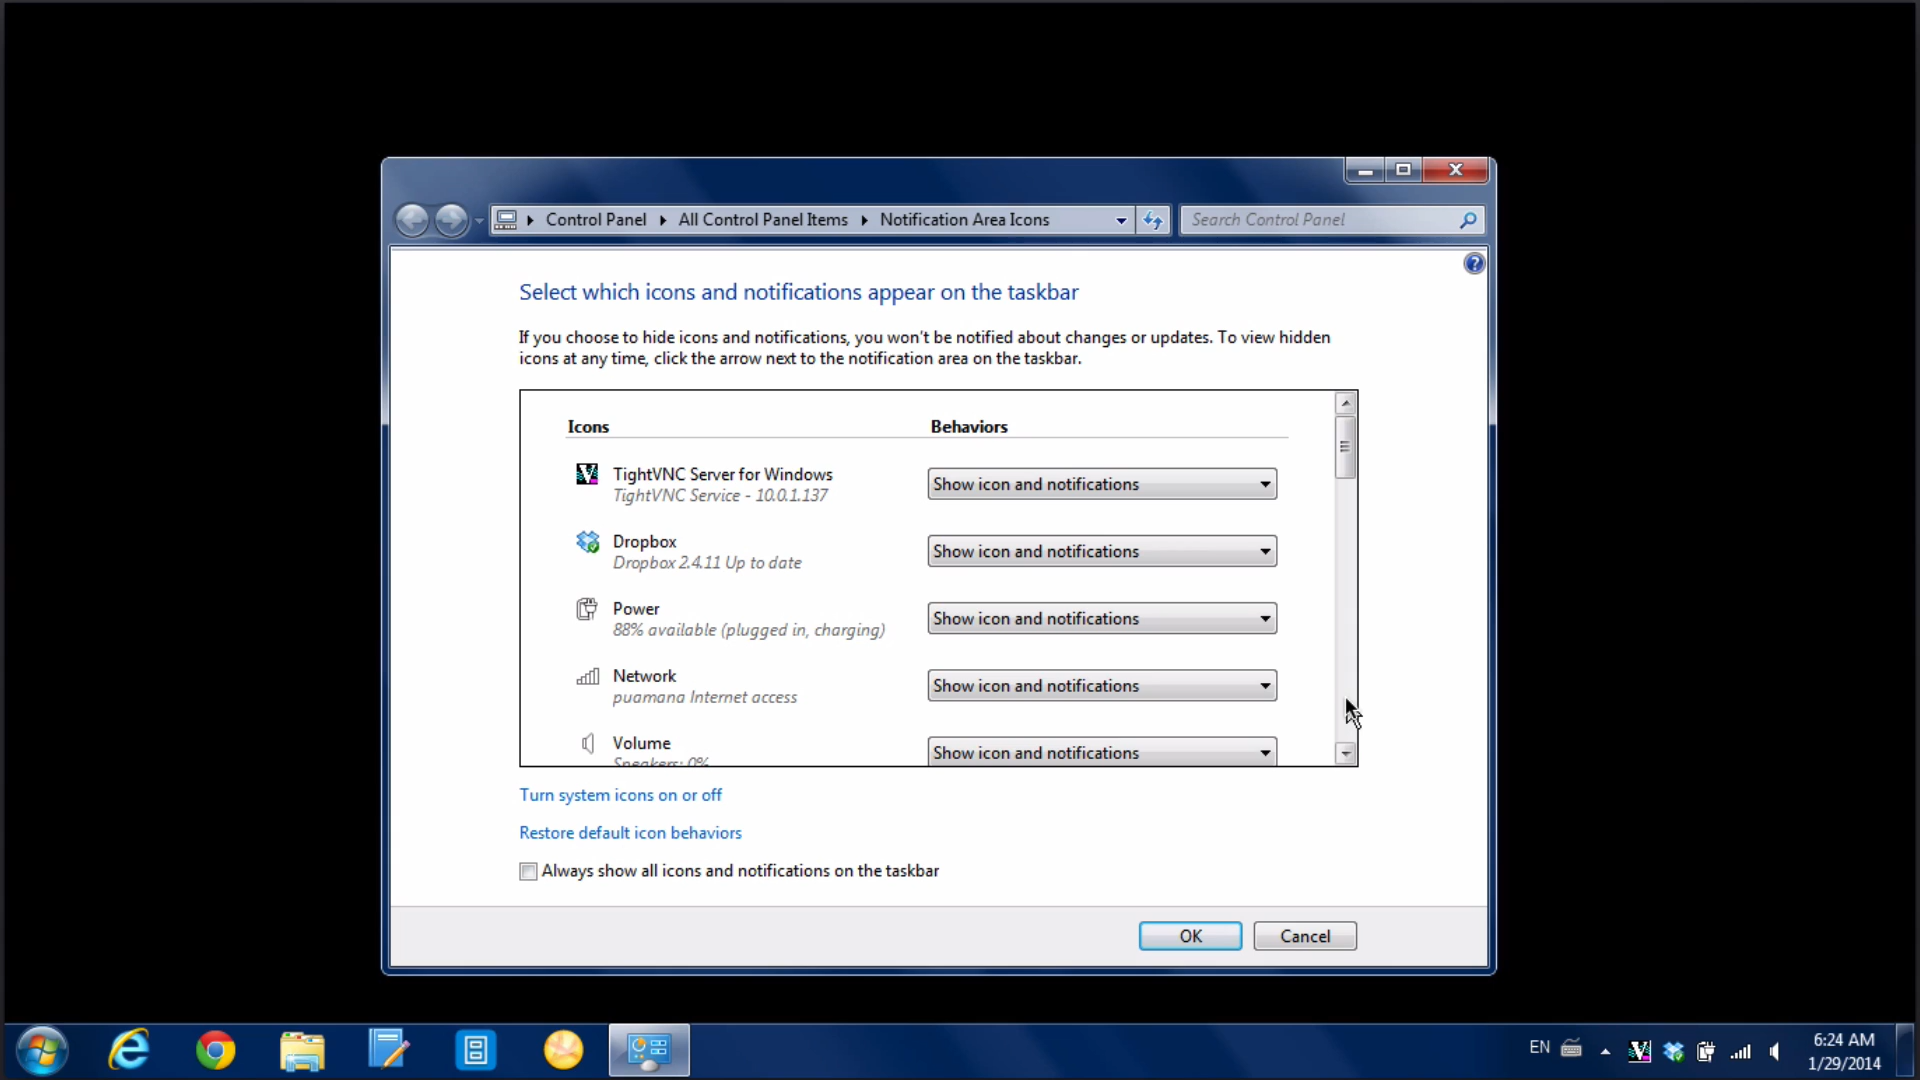 Control Panel
All Control Panel Items
Notification Area Icons
Search Control Panel
Select which icons and notifications appear on the taskbar
If you choose to hide icons and notifications, you won't be notified about changes or updates. To view hidden
icons at any time, click the arrow next to the notification area on the taskbar.
Icons
Behaviors
TightVNC Server for Windows
TightVNC Service - 10.0.1.137
Show icon and notifications
Dropbox
Dropbox 2.4.11 Up to date
Show icon and notifications
Power
88% available (plugged in, charging)
Show icon and notifications
Network
puamana Internet access
Show icon and notifications
Volume
Speakers: 0%
Show icon and notifications
Turn system icons on or off
Restore default icon behaviors
Always show all icons and notifications on the taskbar
OK
Cancel
EN
6:24 AM
1/29/2014